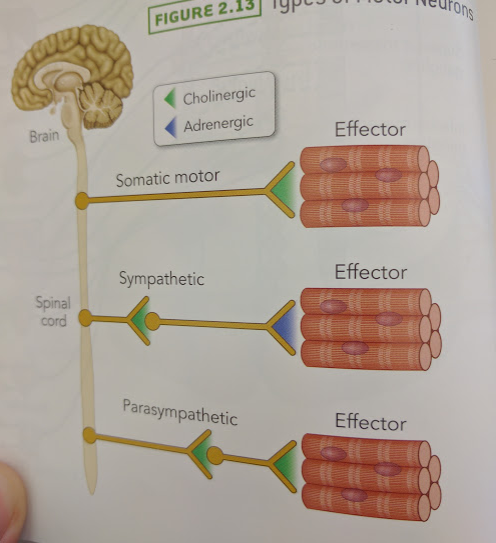 FIGURE 2.13 Types of Motor Neurons
Cholinergic
Adrenergic
Brain
Effector
Somatic motor
Effector
Sympathetic
Spinal
cord
Effector
Parasympathetic